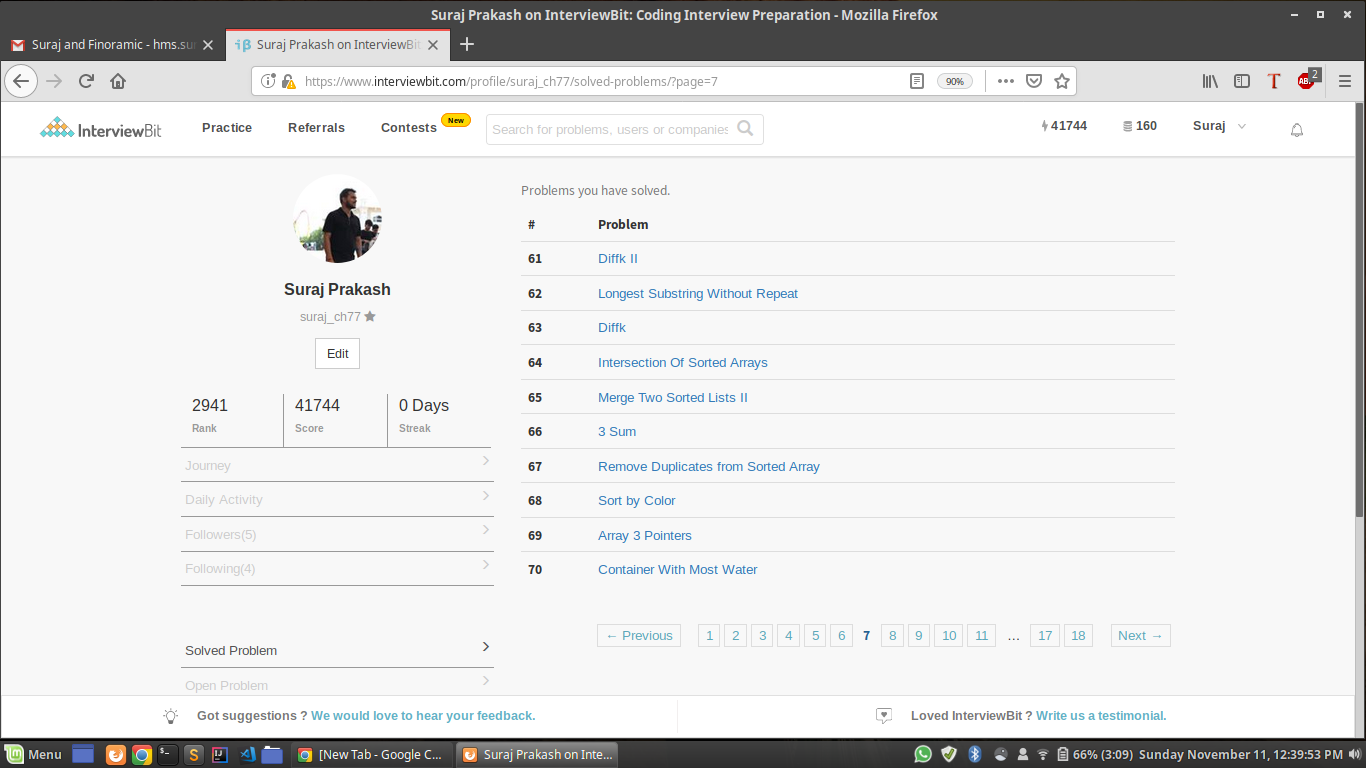 Suraj Prakash on InterviewBit: Coding Interview Preparation - Mozilla Firefox
Suraj and Finoramic - hms.su
Suraj Prakash on InterviewBit
https://www.interviewbit.com/profile/suraj_ch77/solved-problems/?page=7
90%
2
InterviewBit
Practice
Referrals
Contests
New
Search for problems, users or companies
41744
160
Suraj
Suraj Prakash
suraj_ch77
Edit
2941
Rank
41744
Score
0 Days
Streak
Journey
Daily Activity
Followers(5)
Following(4)
Solved Problem
Open Problem
Problems you have solved.
# Problem
61 Diffk II
62 Longest Substring Without Repeat
63 Diffk
64 Intersection Of Sorted Arrays
65 Merge Two Sorted Lists II
66 3 Sum
67 Remove Duplicates from Sorted Array
68 Sort by Color
69 Array 3 Pointers
70 Container With Most Water
← Previous 1 2 3 4 5 6 7 8 9 10 11 … 17 18 Next →
Got suggestions ? We would love to hear your feedback.
Loved InterviewBit ? Write us a testimonial.
Menu
[New Tab - Google C...
Suraj Prakash on Inte...
66% (3:09) Sunday November 11, 12:39:53 PM